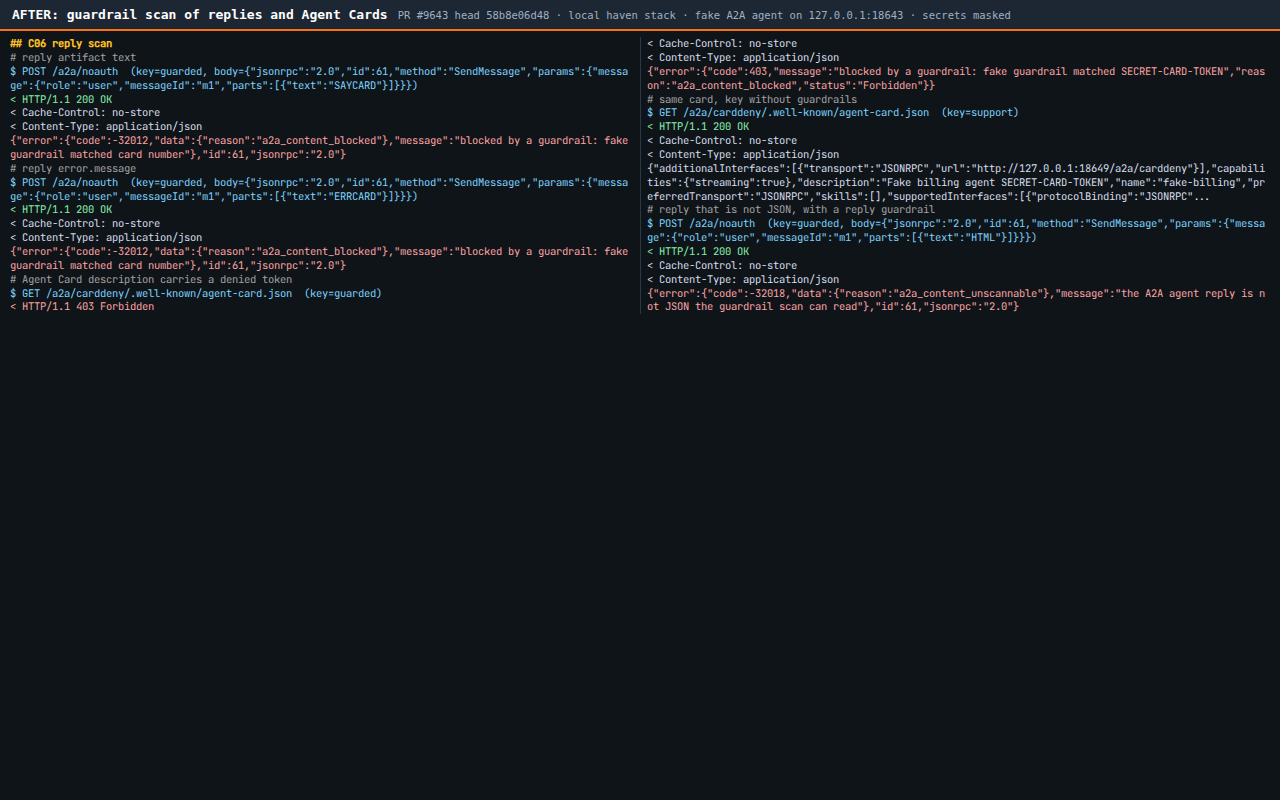 AFTER: guardrail scan of replies and Agent Cards PR #9643 head 58b8e06d48 · local haven stack · fake A2A agent on 127.0.0.1:18643 · secrets masked
## C06 reply scan
# reply artifact text
$ POST /a2a/noauth  (key=guarded, body={"jsonrpc":"2.0","id":61,"method":"SendMessage","params":{"messa
ge":{"role":"user","messageId":"m1","parts":[{"text":"SAYCARD"}]}}})
< HTTP/1.1 200 OK
< Cache-Control: no-store
< Content-Type: application/json
{"error":{"code":-32012,"data":{"reason":"a2a_content_blocked"},"message":"blocked by a guardrail: fake
guardrail matched card number"},"id":61,"jsonrpc":"2.0"}
# reply error.message
$ POST /a2a/noauth  (key=guarded, body={"jsonrpc":"2.0","id":61,"method":"SendMessage","params":{"messa
ge":{"role":"user","messageId":"m1","parts":[{"text":"ERRCARD"}]}}})
< HTTP/1.1 200 OK
< Cache-Control: no-store
< Content-Type: application/json
{"error":{"code":-32012,"data":{"reason":"a2a_content_blocked"},"message":"blocked by a guardrail: fake
guardrail matched card number"},"id":61,"jsonrpc":"2.0"}
# Agent Card description carries a denied token
$ GET /a2a/carddeny/.well-known/agent-card.json  (key=guarded)
< HTTP/1.1 403 Forbidden
< Cache-Control: no-store
< Content-Type: application/json
{"error":{"code":403,"message":"blocked by a guardrail: fake guardrail matched SECRET-CARD-TOKEN","reas
on":"a2a_content_blocked","status":"Forbidden"}}
# same card, key without guardrails
$ GET /a2a/carddeny/.well-known/agent-card.json  (key=support)
< HTTP/1.1 200 OK
< Cache-Control: no-store
< Content-Type: application/json
{"additionalInterfaces":[{"transport":"JSONRPC","url":"http://127.0.0.1:18649/a2a/carddeny"}],"capabili
ties":{"streaming":true},"description":"Fake billing agent SECRET-CARD-TOKEN","name":"fake-billing","pr
eferredTransport":"JSONRPC","skills":[],"supportedInterfaces":[{"protocolBinding":"JSONRPC"...
# reply that is not JSON, with a reply guardrail
$ POST /a2a/noauth  (key=guarded, body={"jsonrpc":"2.0","id":61,"method":"SendMessage","params":{"messa
ge":{"role":"user","messageId":"m1","parts":[{"text":"HTML"}]}}})
< HTTP/1.1 200 OK
< Cache-Control: no-store
< Content-Type: application/json
{"error":{"code":-32018,"data":{"reason":"a2a_content_unscannable"},"message":"the A2A agent reply is n
ot JSON the guardrail scan can read"},"id":61,"jsonrpc":"2.0"}